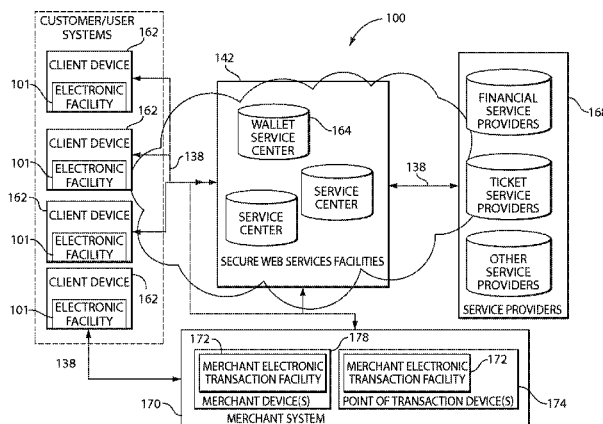 CUSTOMER/USER
SYSTEMS
162
CLIENT DEVICE
101
ELECTRONIC
FACILITY
162
CLIENT DEVICE
101
ELECTRONIC
FACILITY
162
CLIENT DEVICE
101
ELECTRONIC
FACILITY
CLIENT DEVICE
162
101
ELECTRONIC
FACILITY
138
138
100
142
WALLET
SERVICE
CENTER
164
SERVICE
CENTER
SERVICE
CENTER
SECURE WEB SERVICES FACILITIES
138
FINANCIAL
SERVICE
PROVIDERS
168
TICKET
SERVICE
PROVIDERS
OTHER
SERVICE
PROVIDERS
SERVICE PROVIDERS
172
178
MERCHANT ELECTRONIC
TRANSACTION FACILITY
MERCHANT DEVICE(S)
MERCHANT ELECTRONIC
TRANSACTION FACILITY
172
POINT OF TRANSACTION DEVICE(S)
174
170
MERCHANT SYSTEM